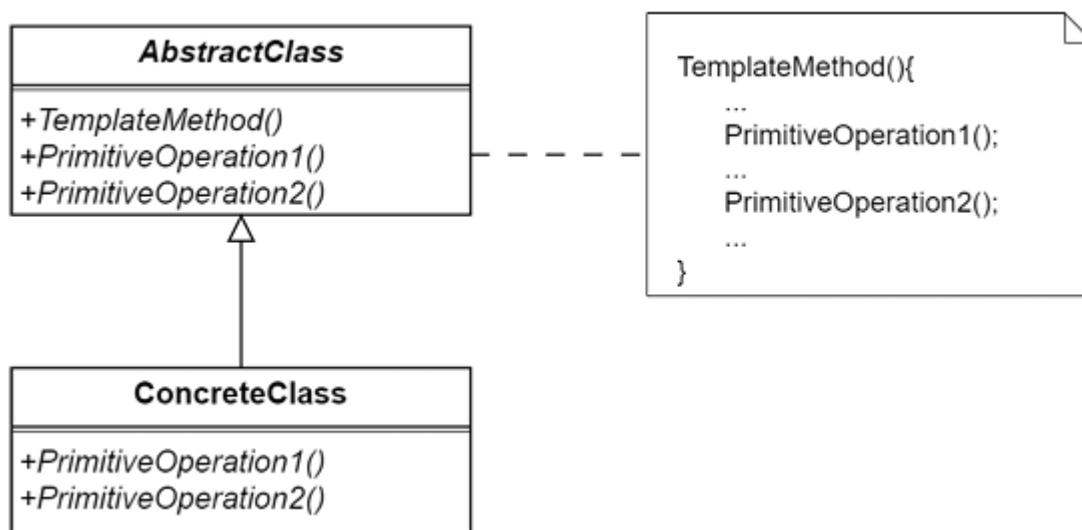 AbstractClass
+TemplateMethod()
+PrimitiveOperation1()
+PrimitiveOperation2()
TemplateMethod(){
...
PrimitiveOperation1();
...
PrimitiveOperation2();
...
}
ConcreteClass
+PrimitiveOperation1()
+PrimitiveOperation2()